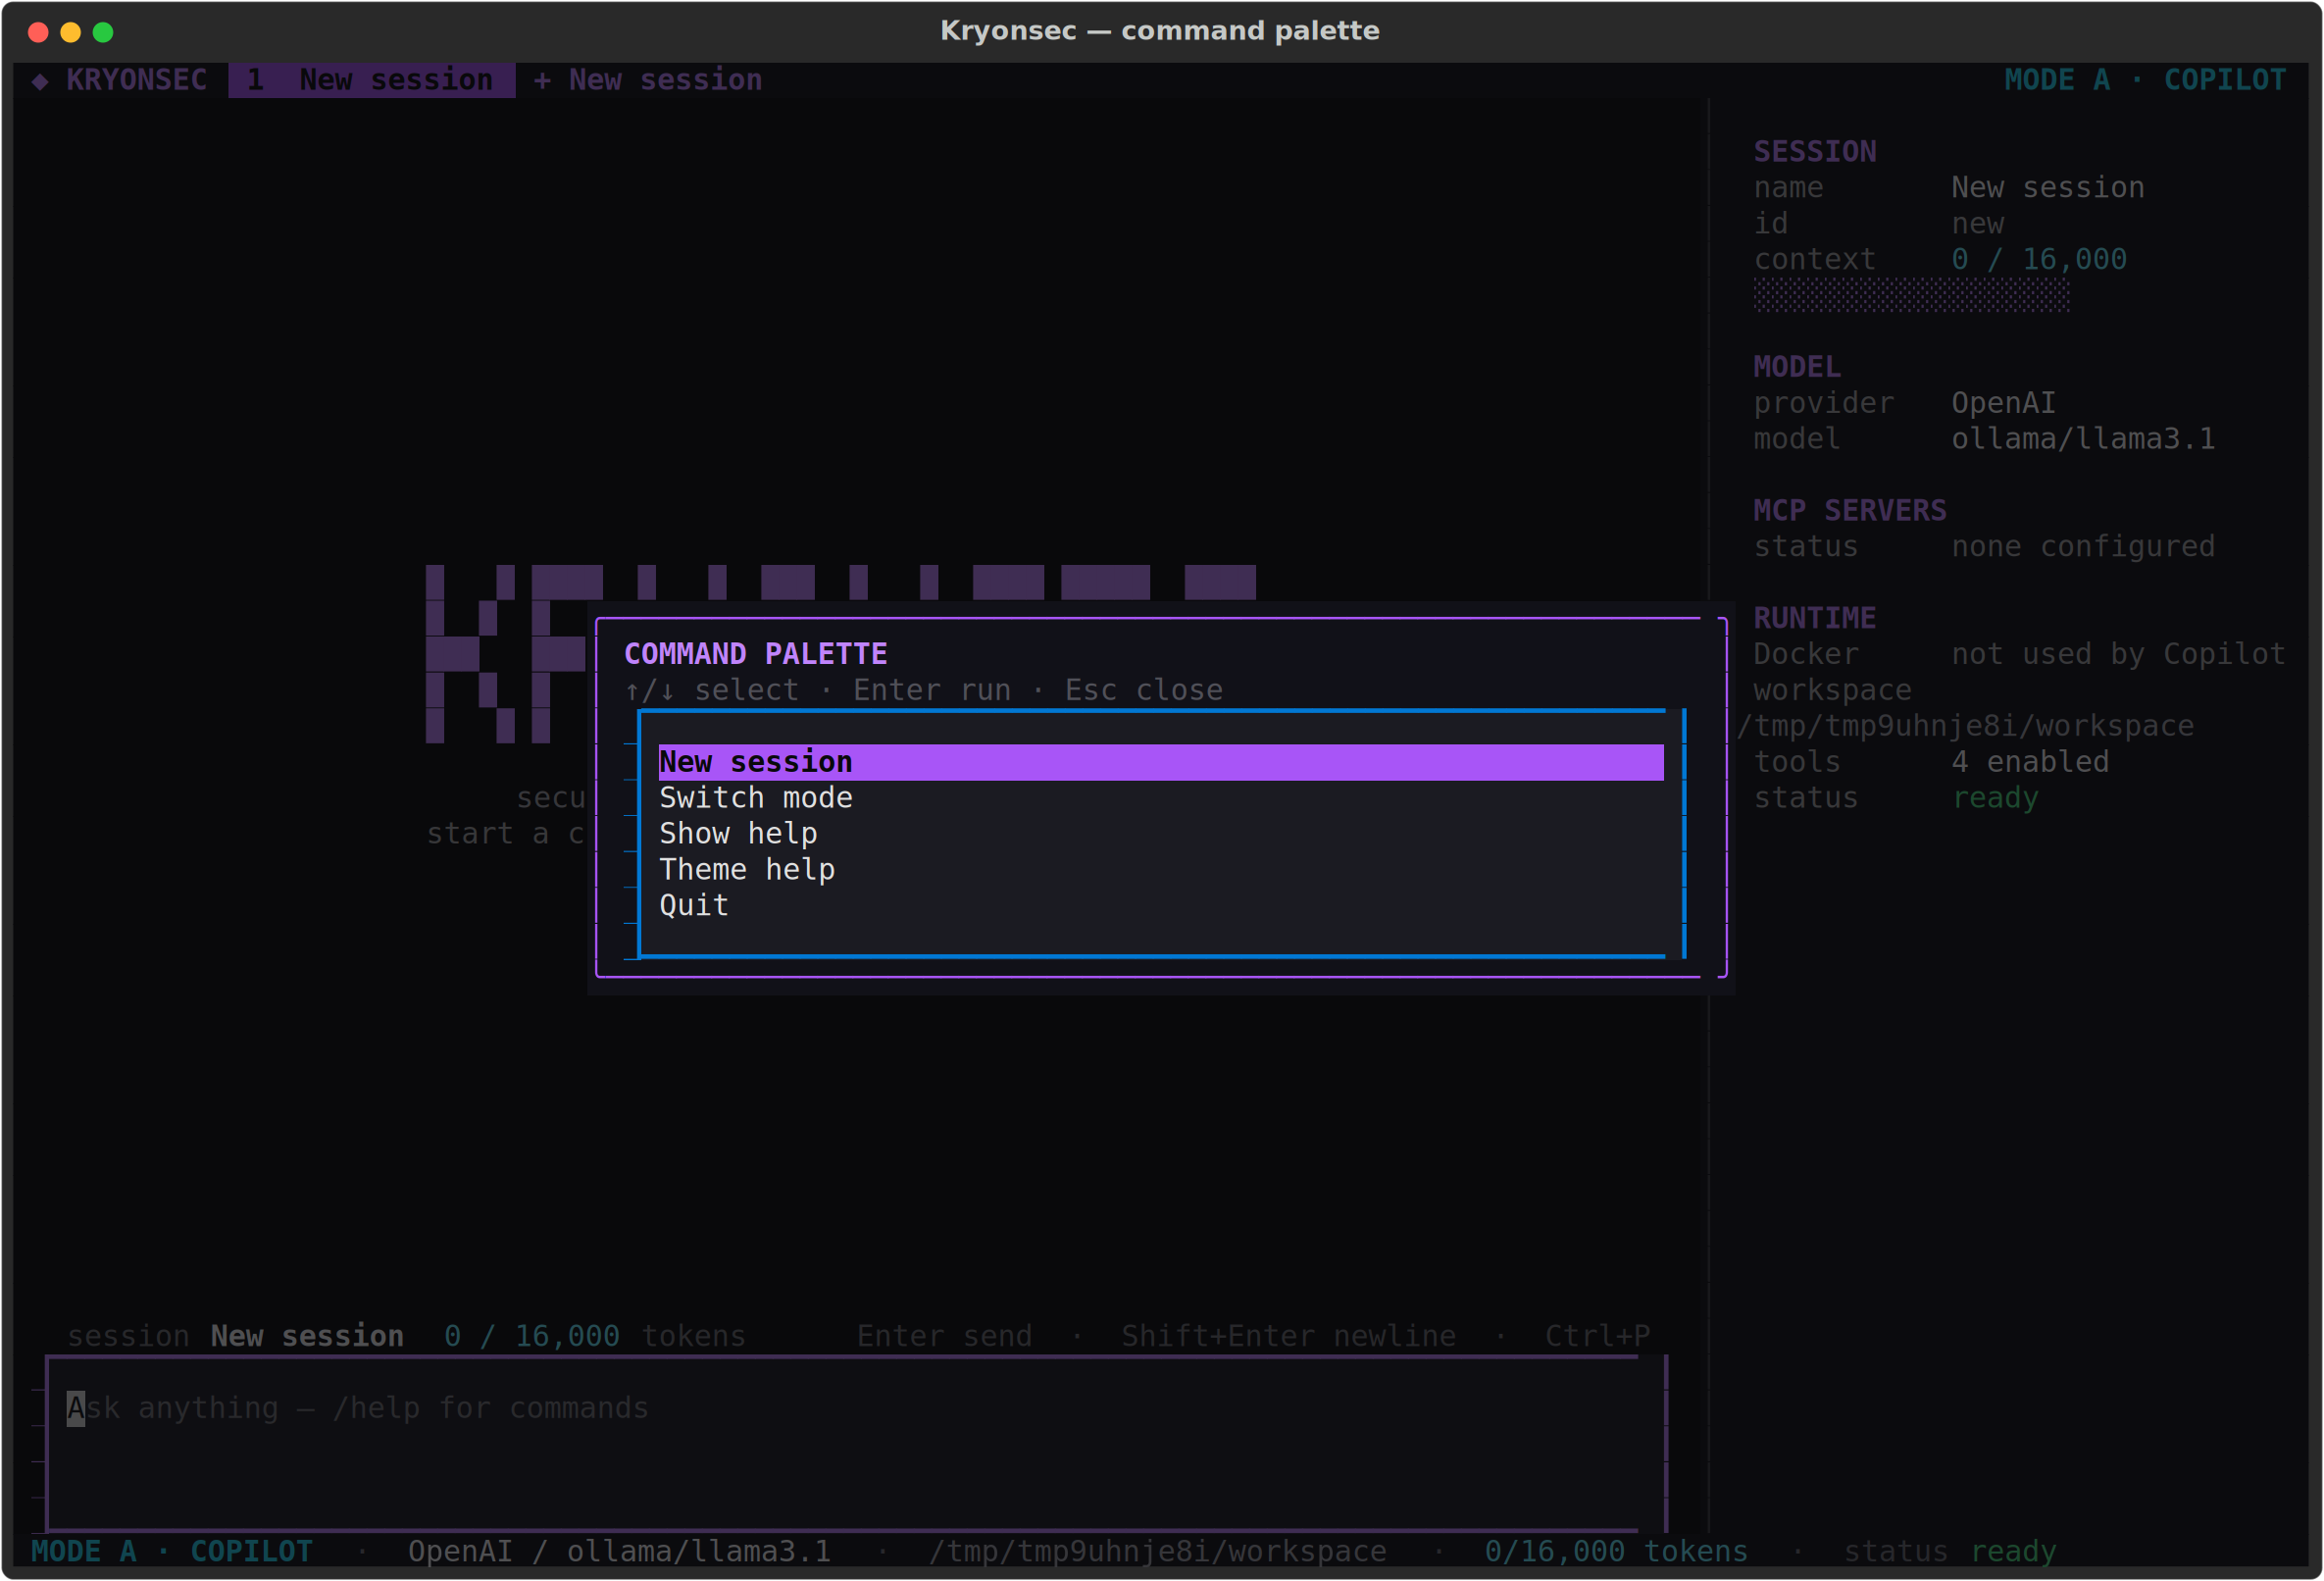 Kryonsec — command palette
◆ KRYONSEC 1 New session + New session MODE A · COPILOT
SESSION
name New session
id new
context 0 / 16,000
MODEL
provider OpenAI
model ollama/llama3.1
MCP SERVERS
status none configured
RUNTIME
Docker not used by Copilot
workspace
/tmp/tmp9uhnje8i/workspace
tools 4 enabled
status ready
COMMAND PALETTE
↑/↓ select · Enter run · Esc close
New session
Switch mode
Show help
Theme help
Quit
start a
session New session 0 / 16,000 tokens Enter send · Shift+Enter newline · Ctrl+P
Ask anything — /help for commands
MODE A · COPILOT · OpenAI / ollama/llama3.1 · /tmp/tmp9uhnje8i/workspace · 0/16,000 tokens · status ready